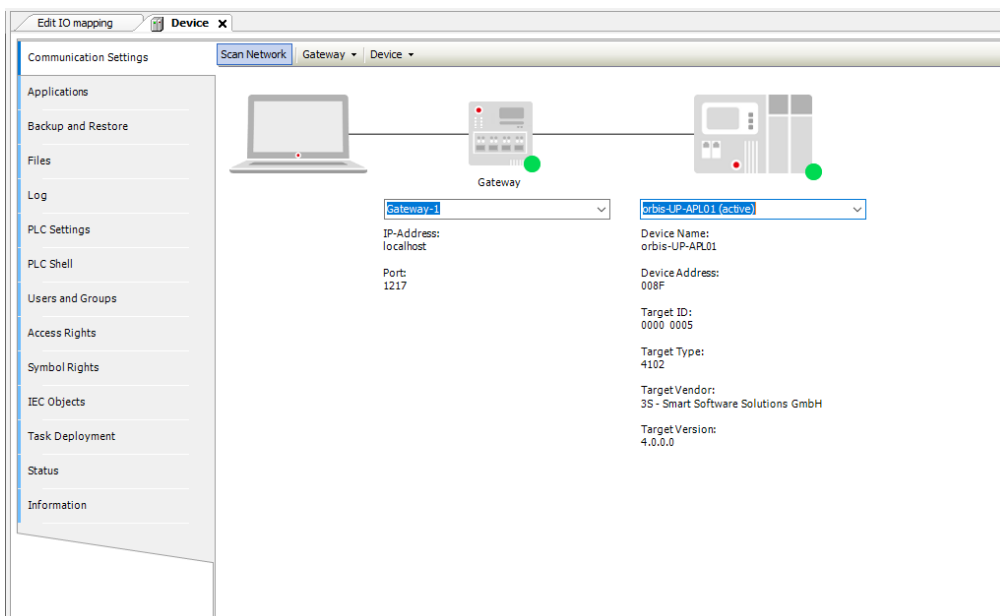 Edit IO mapping
Device
Scan Network
Gateway
Device
Communication Settings
Applications
Backup and Restore
Files
Log
PLC Settings
PLC Shell
Users and Groups
Access Rights
Symbol Rights
IEC Objects
Task Deployment
Status
Information
Gateway
Gateway-1
IP-Address:
localhost
Port:
1217
orbis-UP-APL01 (active)
Device Name:
orbis-UP-APL01
Device Address:
008F
Target ID:
0000 0005
Target Type:
4102
Target Vendor:
3S - Smart Software Solutions GmbH
Target Version:
4.0.0.0